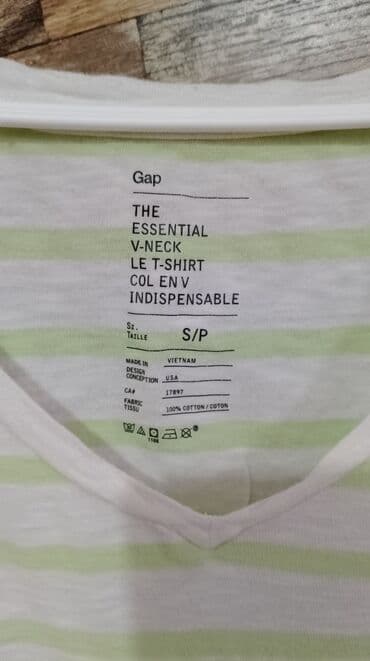 Gap
THE
ESSENTIAL
V-NECK
LE T-SHIRT
COL EN V
INDISPENSABLE
Sz.
TAILLE S/P
MADE IN VIETNAM
DESIGN
CONCEPTION USA
CA# 17897
FABRIC
TISSU 100% COTTON / COTON